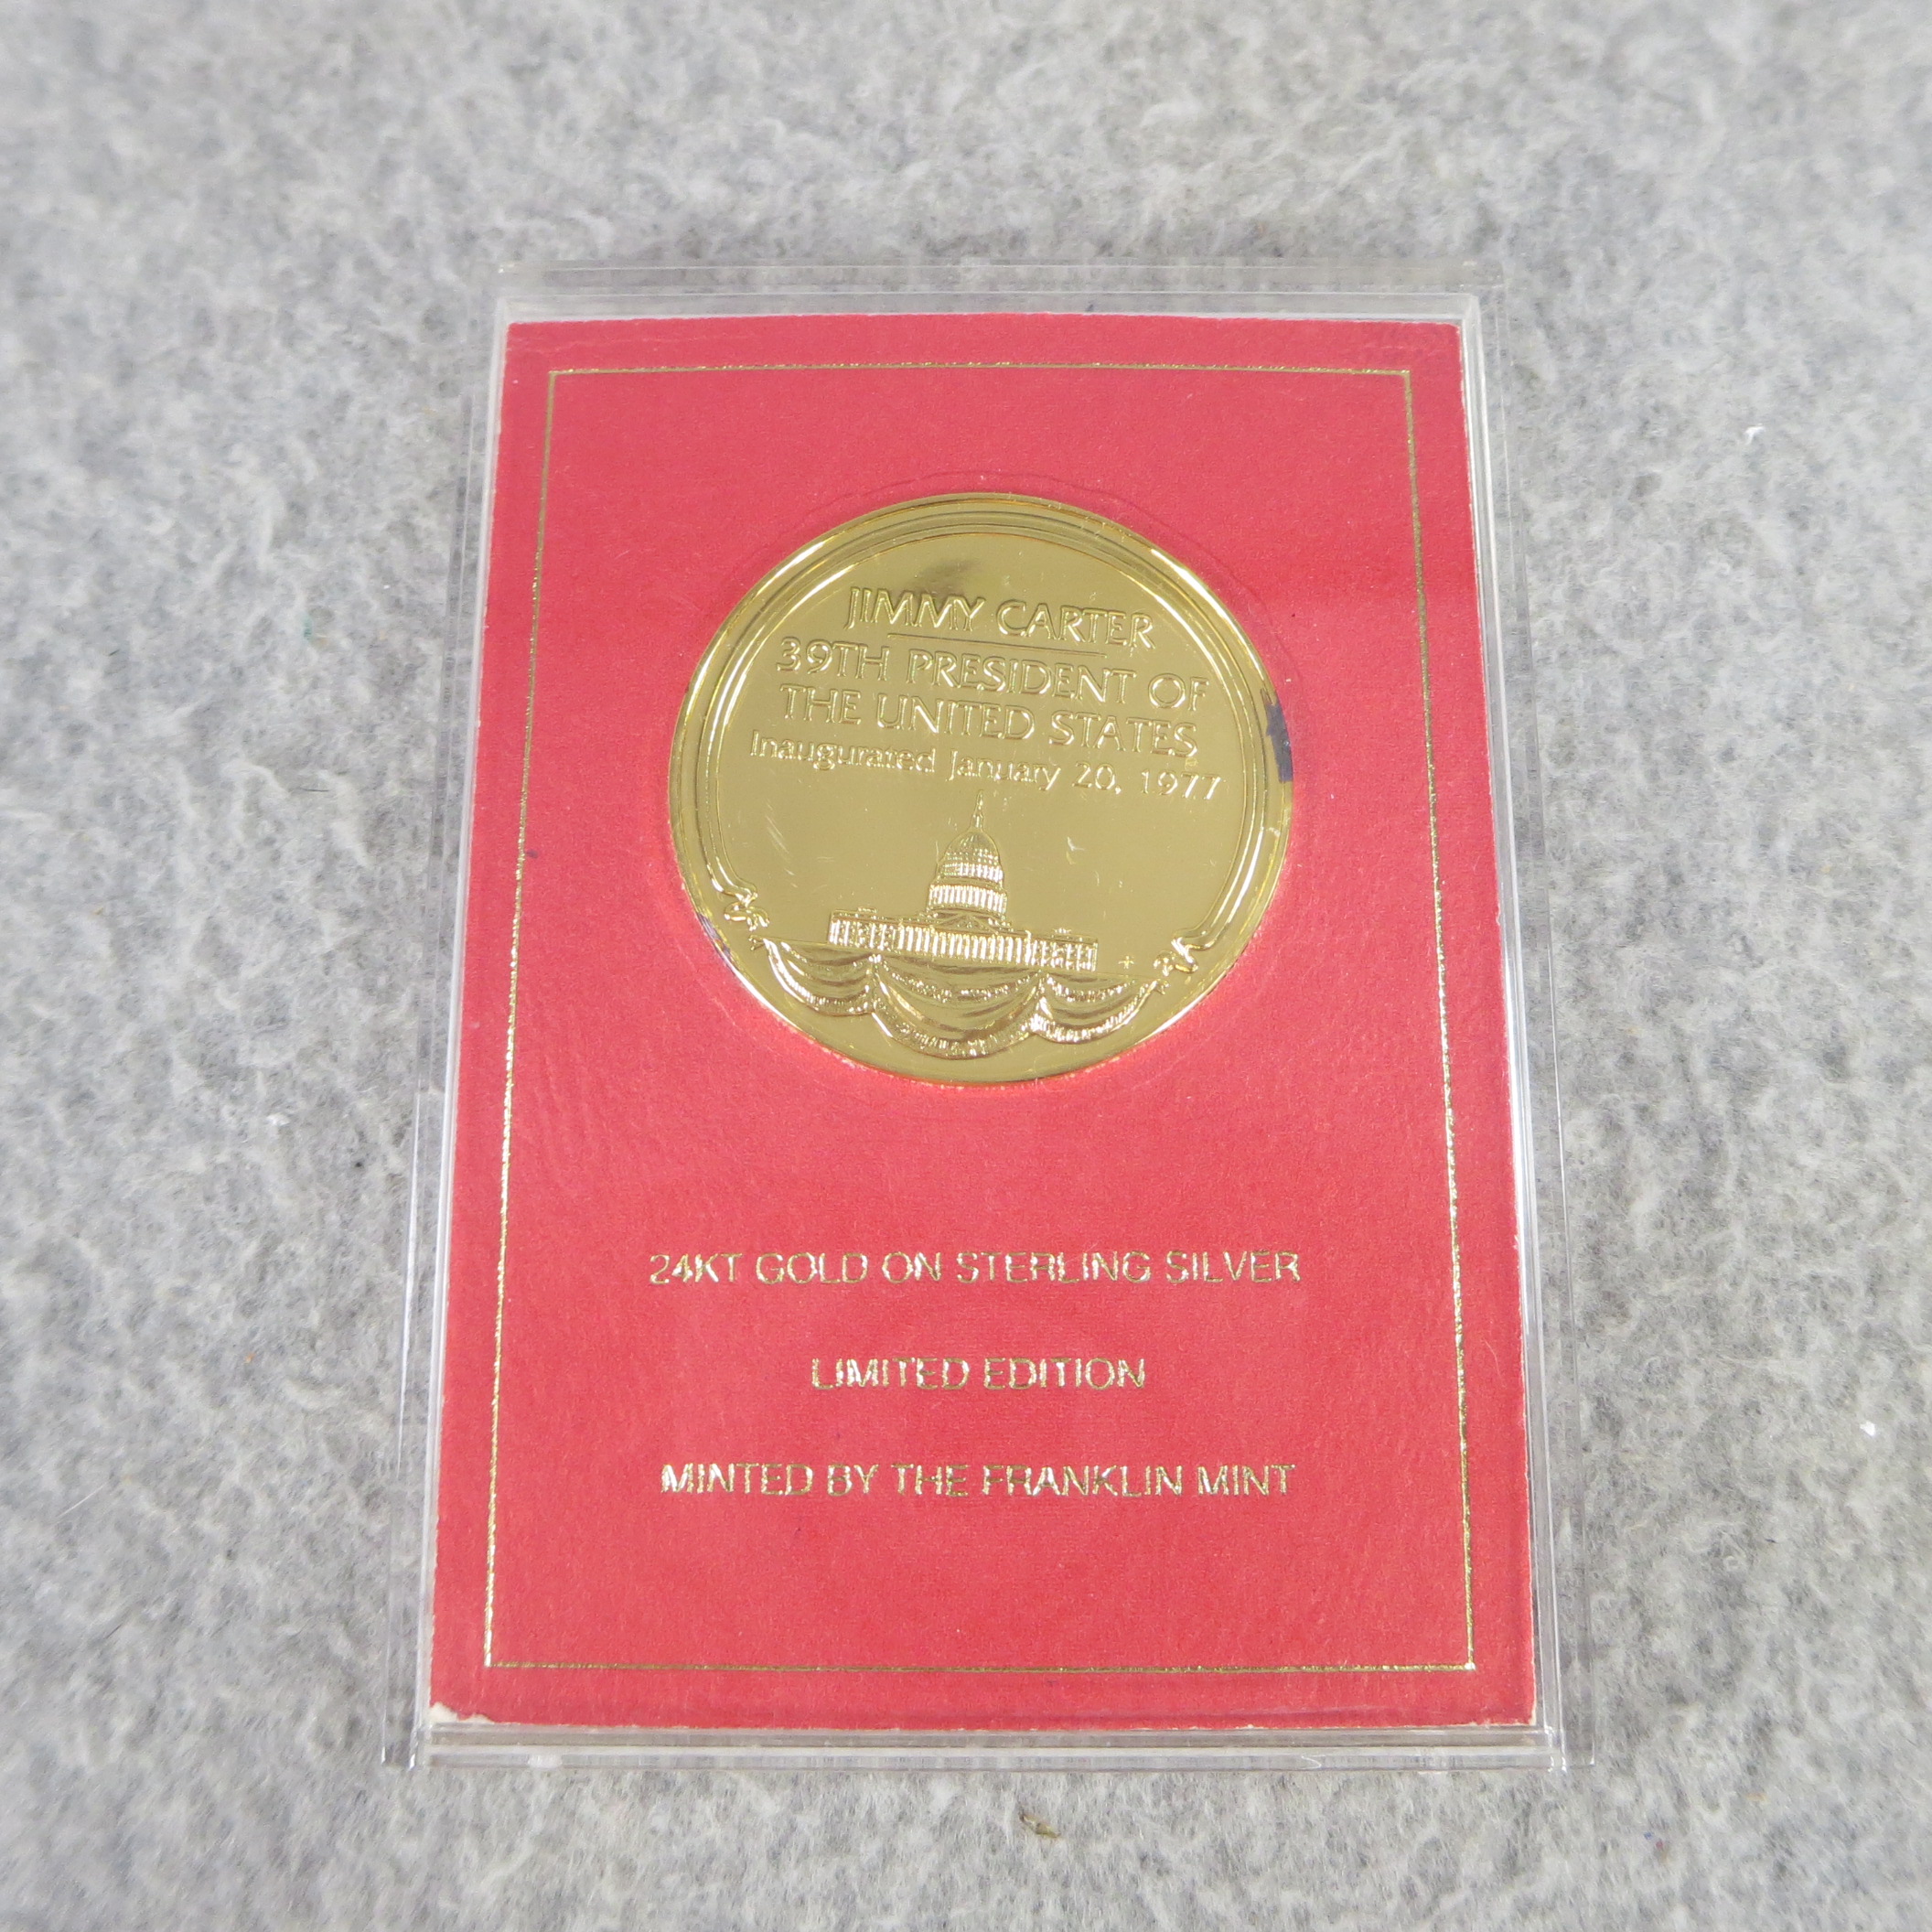 JIMMY CARTER
39TH PRESIDENT OF
THE UNITED STATES
Inaugurated January 20, 1977
24KT GOLD ON STERLING SILVER
LIMITED EDITION
MINTED BY THE FRANKLIN MINT